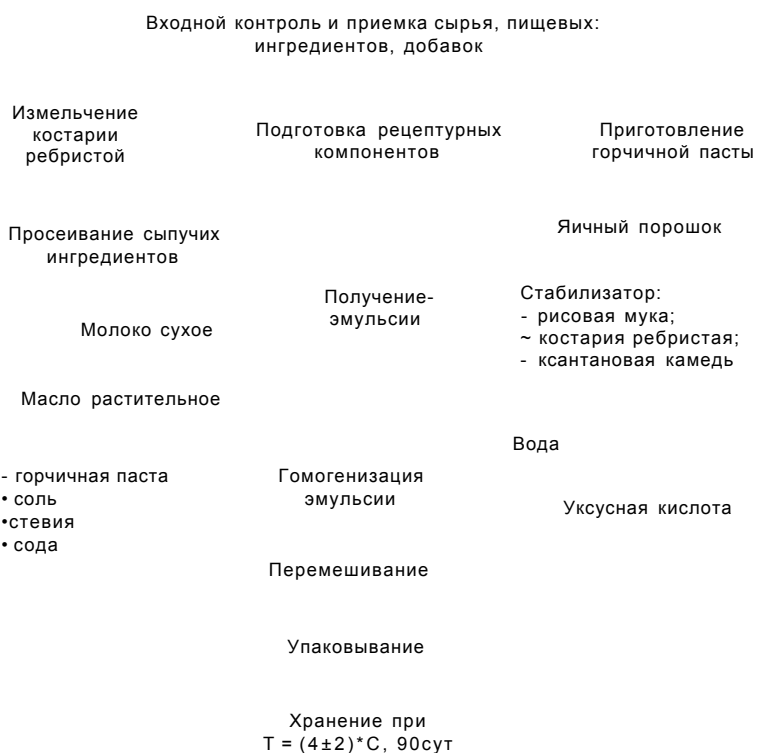 Входной контроль и приемка сырья, пищевых:
ингредиентов, добавок
Измельчение
костарии
ребристой
Подготовка рецептурных
компонентов
Приготовление
горчичной пасты
Просеивание сыпучих
ингредиентов
Яичный порошок
Получение-
эмульсии
Стабилизатор:
- рисовая мука;
~ костария ребристая;
- ксантановая камедь
Молоко сухое
Масло растительное
Вода
- горчичная паста
• соль
•стевия
• сода
Гомогенизация
эмульсии
Уксусная кислота
Перемешивание
Упаковывание
Хранение при
Т = (4±2)*С, 90сут